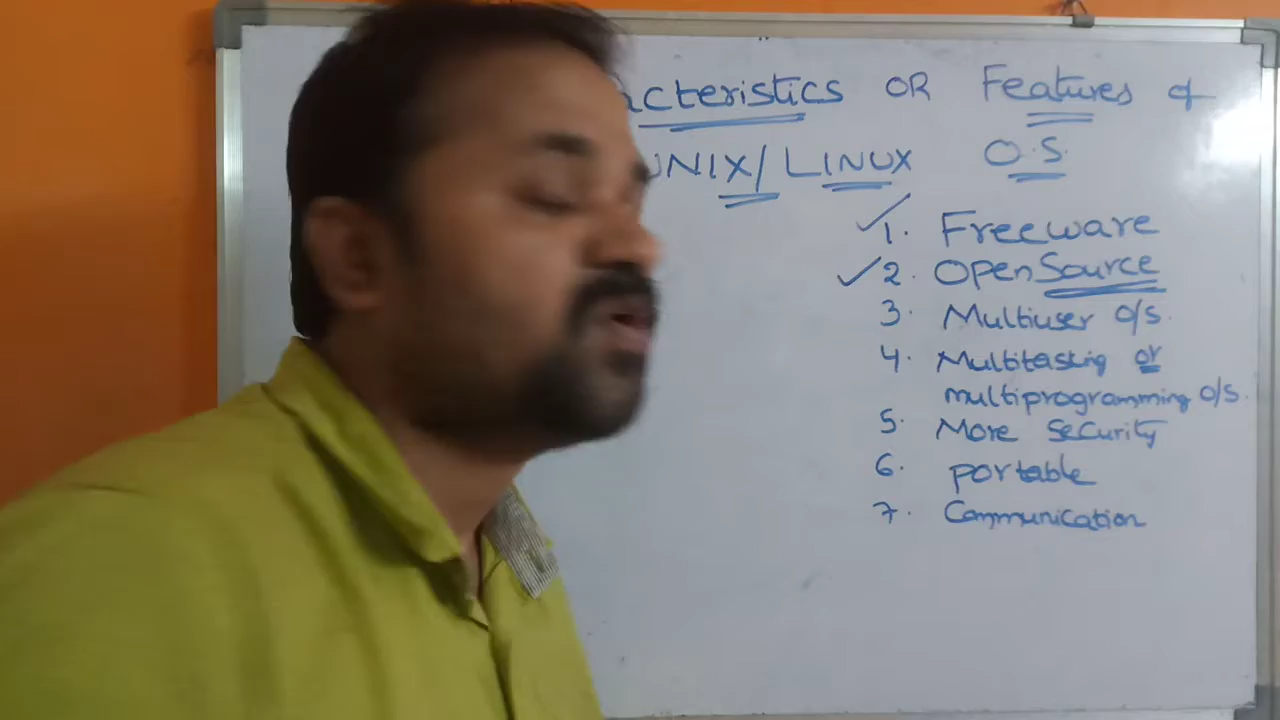 acteristics OR Features of
UNIX/LINUX O.S.
1. Freeware
2. OpenSource
3. Multiuser o/s.
4. Multitasking or
multiprogramming o/s.
5. More security
6. portable
7. Communication